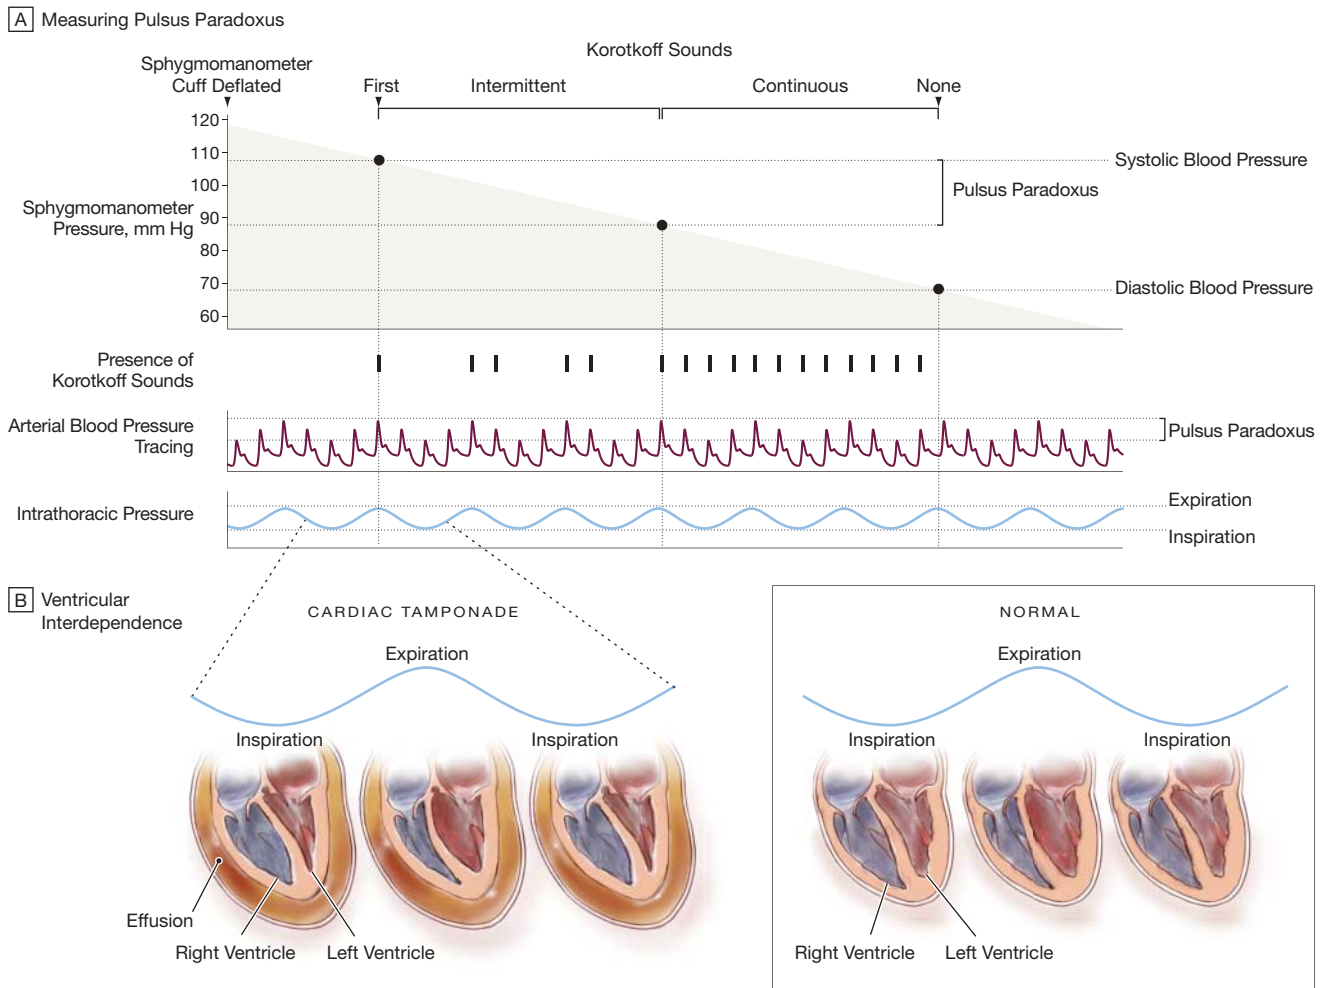 A Measuring Pulsus Paradoxus
Korotkoff Sounds
Sphygmomanometer
Cuff Deflated
First
Intermittent
Continuous
None
120
110
100
90
80
70
60
Sphygmomanometer
Pressure, mm Hg
Systolic Blood Pressure
Pulsus Paradoxus
Diastolic Blood Pressure
Presence of
Korotkoff Sounds
Arterial Blood Pressure
Tracing
Pulsus Paradoxus
Intrathoracic Pressure
Expiration
Inspiration
B Ventricular
Interdependence
CARDIAC TAMPONADE
Expiration
Inspiration
Inspiration
Effusion
Right Ventricle
Left Ventricle
NORMAL
Expiration
Inspiration
Inspiration
Right Ventricle
Left Ventricle